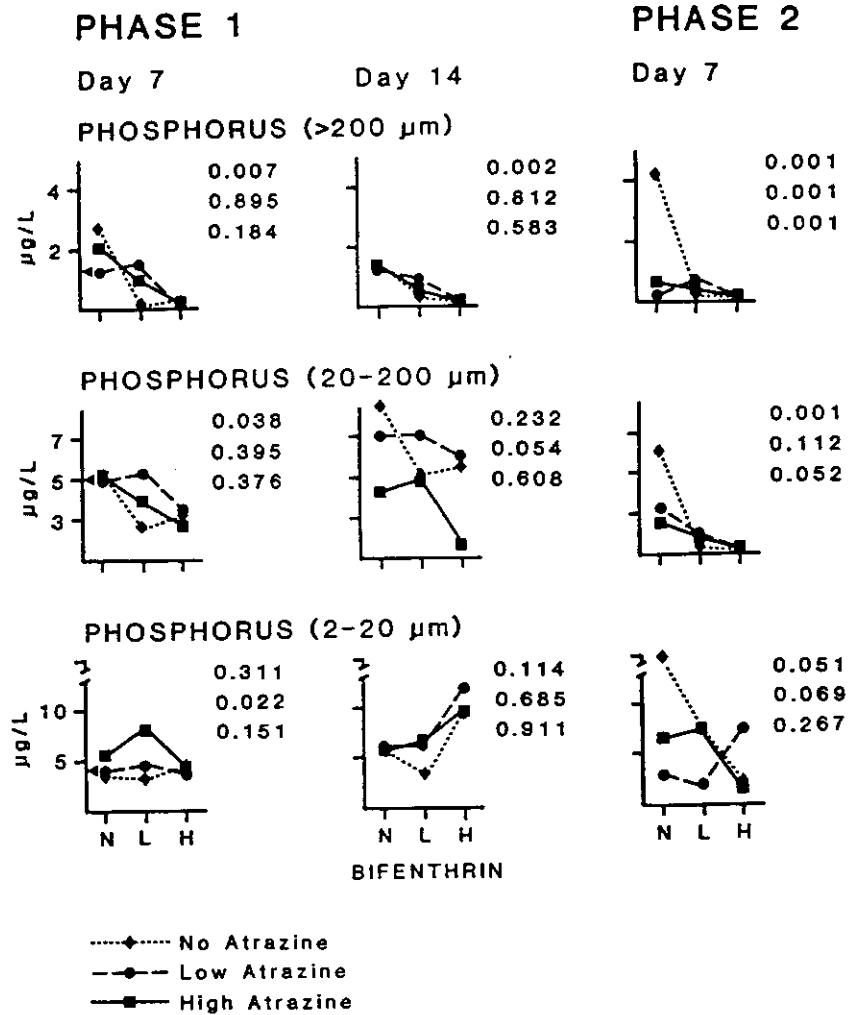 PHASE 1
PHASE 2
Day 7
Day 14
Day 7
PHOSPHORUS (>200 µm)
µg/L
4
2
0.007
0.895
0.184
0.002
0.812
0.583
0.001
0.001
0.001
PHOSPHORUS (20-200 µm)
µg/L
7
5
3
0.038
0.395
0.376
0.232
0.054
0.608
0.001
0.112
0.052
PHOSPHORUS (2-20 µm)
µg/L
10
5
0.311
0.022
0.151
0.114
0.685
0.911
0.051
0.069
0.267
N L H
N L H
N L H
BIFENTHRIN
No Atrazine
Low Atrazine
High Atrazine